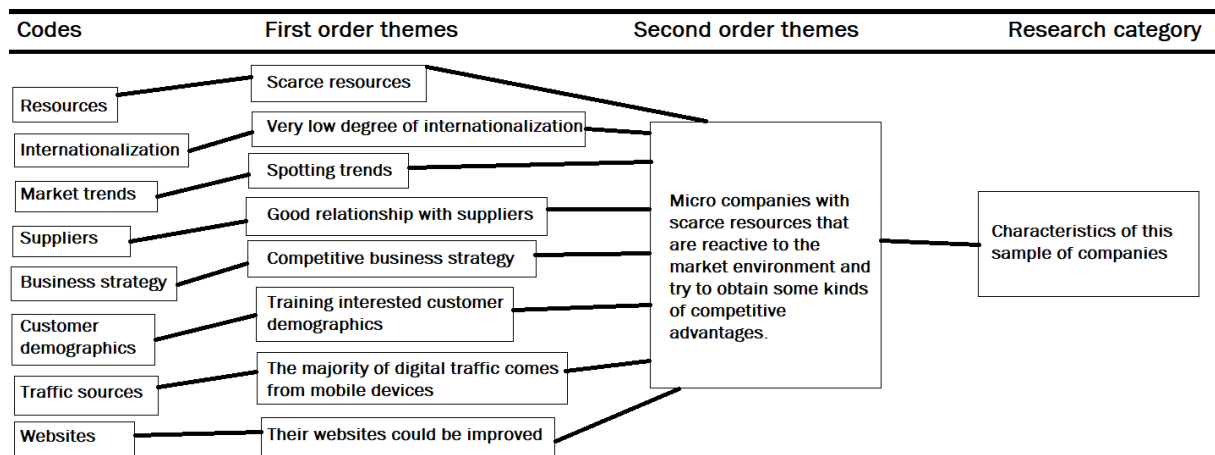 Codes
First order themes
Second order themes
Research category
Resources
Internationalization
Market trends
Suppliers
Business strategy
Customer
demographics
Traffic sources
Websites
Scarce resources
Very low degree of internationalization
Spotting trends
Good relationship with suppliers
Competitive business strategy
Training interested customer
demographics
The majority of digital traffic comes
from mobile devices
Their websites could be improved
Micro companies with
scarce resources that
are reactive to the
market environment and
try to obtain some kinds
of competitive
advantages.
Characteristics of this
sample of companies